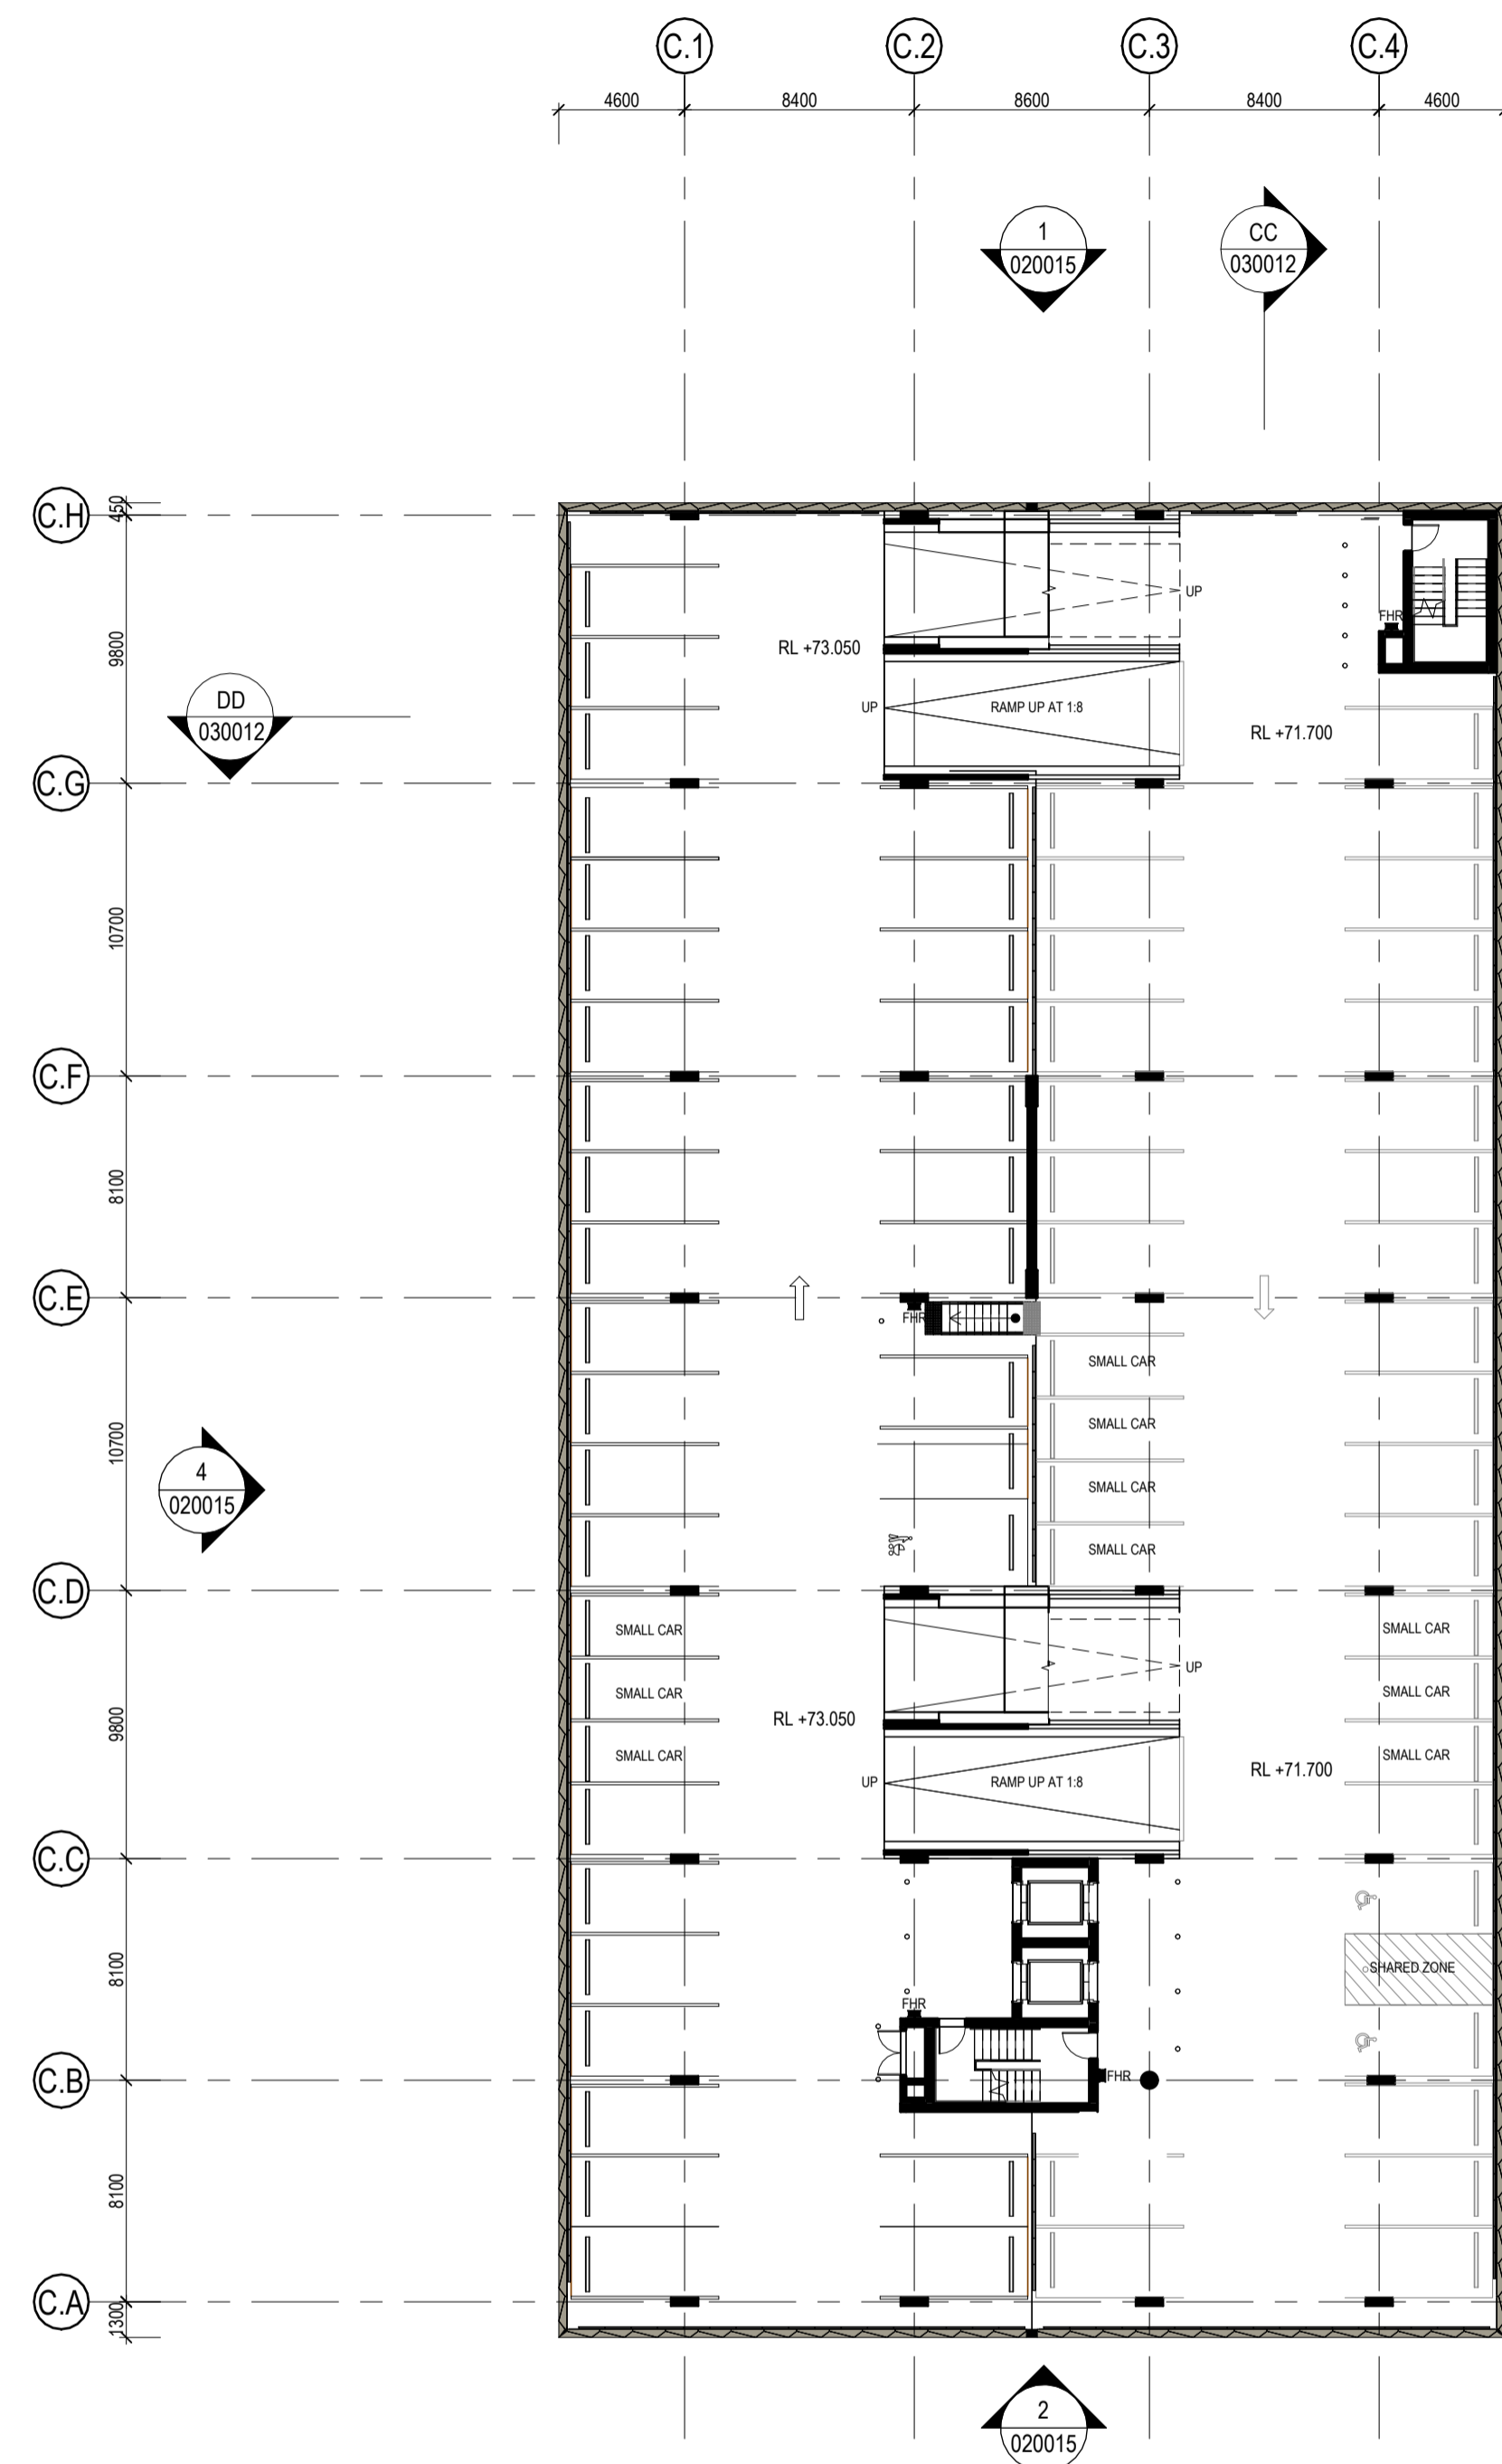 C.1
C.2
C.3
C.4
4600
8400
8600
8400
4600
1
020015
CC
030012
C.H
450
9800
RL +73.050
UP
FHR
UP
RAMP UP AT 1:8
RL +71.700
DD
030012
C.G
10700
C.F
8100
C.E
FHR
SMALL CAR
SMALL CAR
10700
4
020015
SMALL CAR
SMALL CAR
C.D
SMALL CAR
SMALL CAR
UP
SMALL CAR
SMALL CAR
9800
RL +73.050
SMALL CAR
SMALL CAR
UP
RAMP UP AT 1:8
RL +71.700
C.C
8100
SHARED ZONE
FHR
C.B
FHR
8100
C.A
1300
2
020015